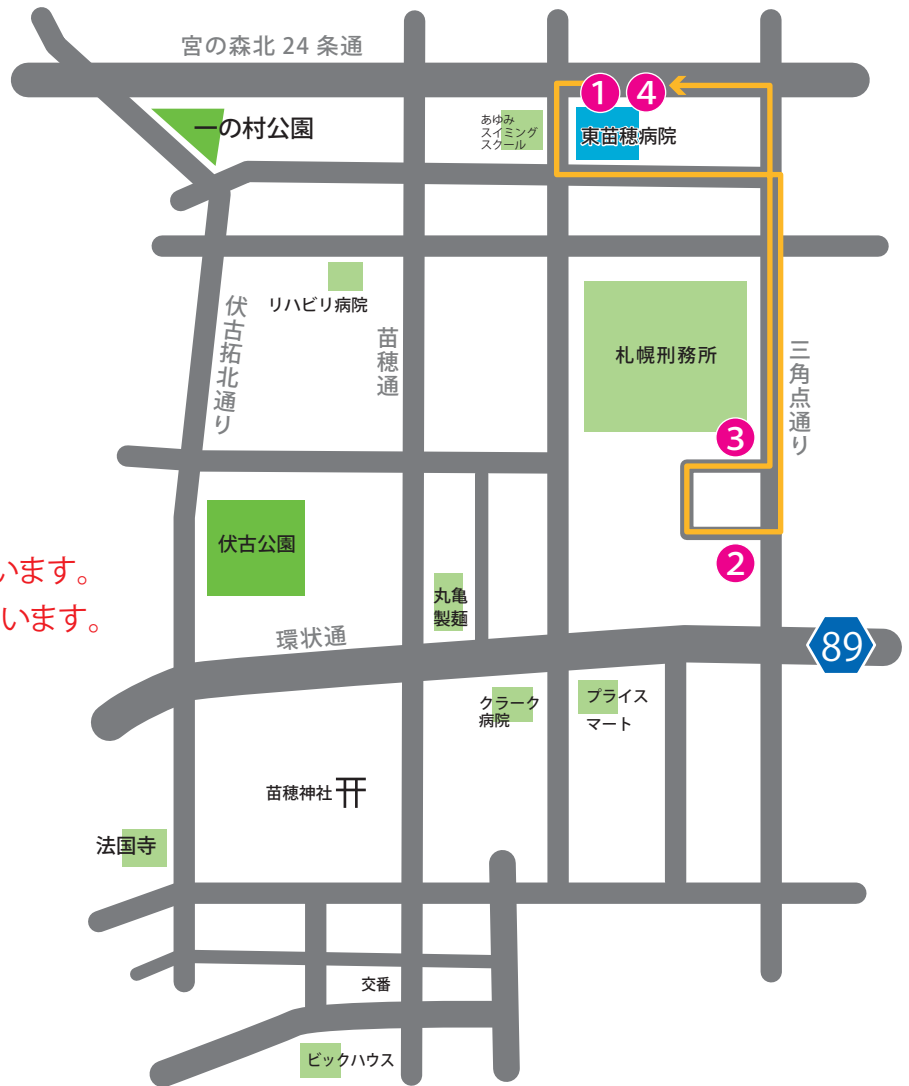 宮の森北 24 条通
1
4
一の村公園
あゆみ
スイミング
スクール
東苗穂病院
リハビリ病院
伏古拓北通り
苗穂通
札幌刑務所
三角点通り
3
伏古公園
2
います。
います。
丸亀
製麺
環状通
89
クラーク
病院
プライス
マート
苗穂神社
法国寺
交番
ビックハウス